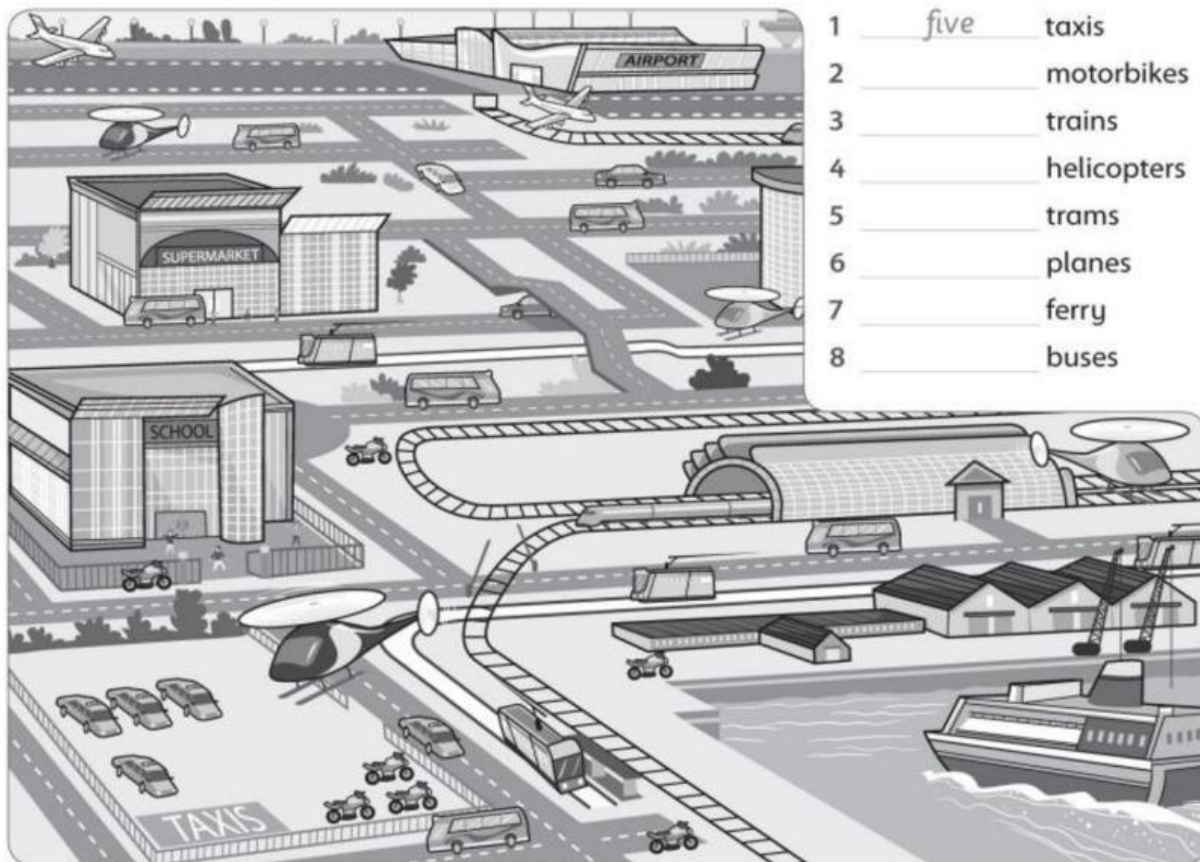 1 five taxis
2 motorbikes
3 trains
4 helicopters
5 trams
6 planes
7 ferry
8 buses
AIRPORT
SUPERMARKET
SCHOOL
TAXIS